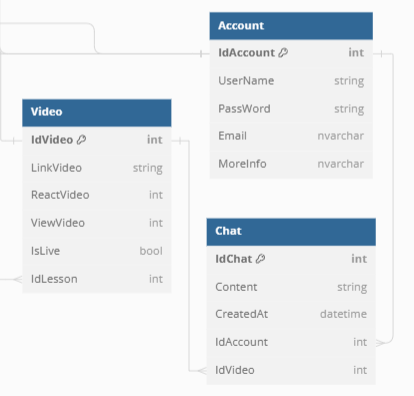 Account
IdAccount int
UserName string
PassWord string
Email nvarchar
MoreInfo nvarchar
Video
IdVideo int
LinkVideo string
ReactVideo int
ViewVideo int
IsLive bool
IdLesson int
Chat
IdChat int
Content string
CreatedAt datetime
IdAccount int
IdVideo int